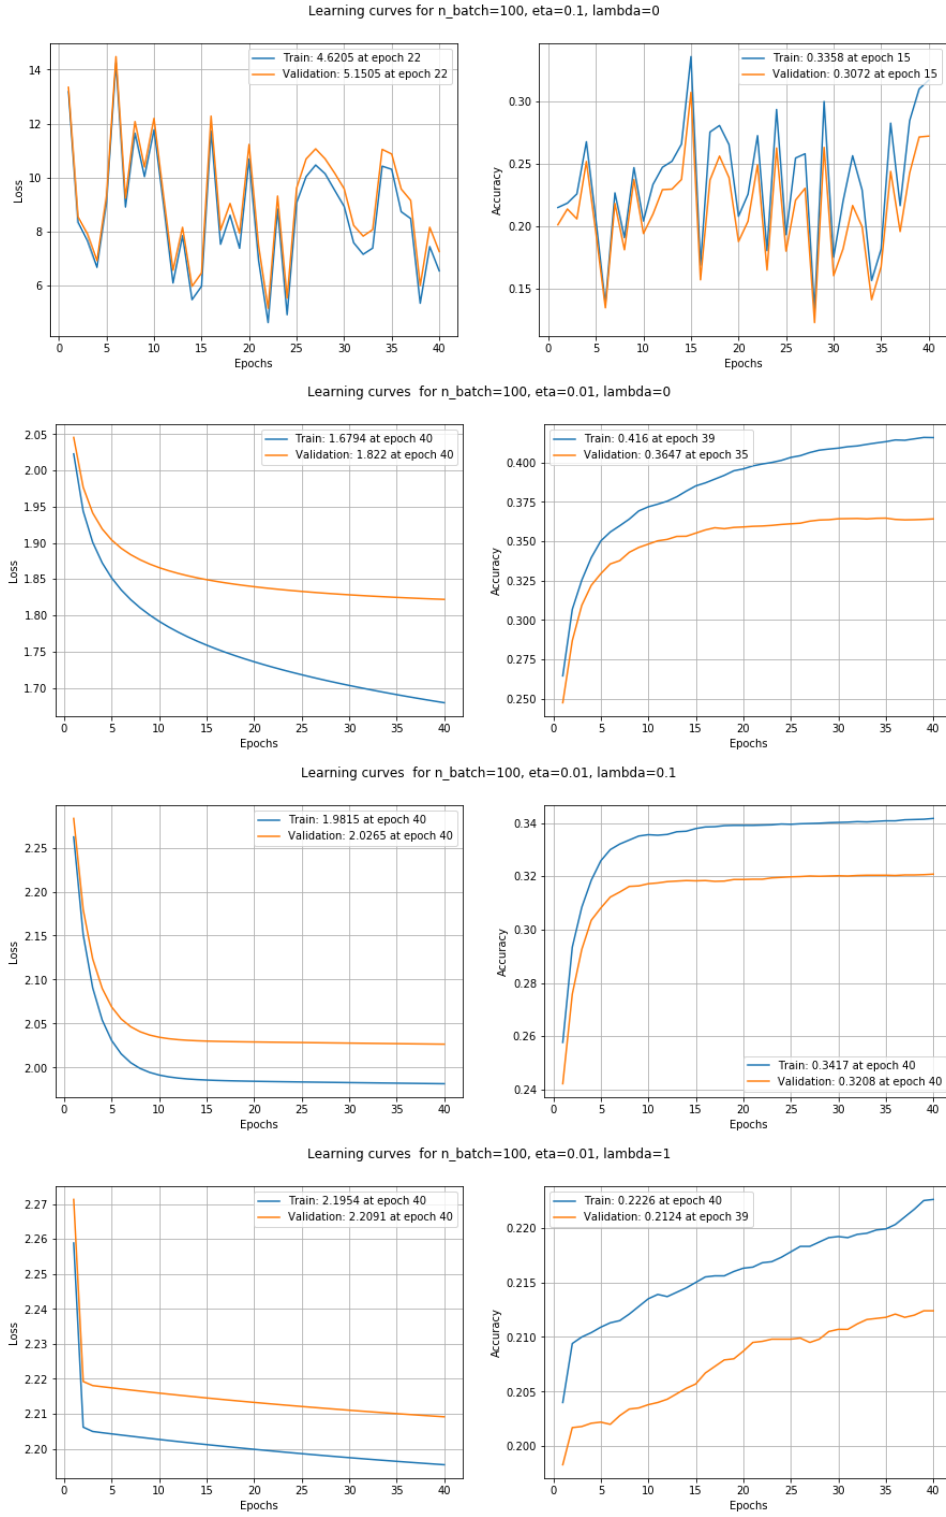 Learning curves for n_batch=100, eta=0.1, lambda=0
Train: 4.6205 at epoch 22
Validation: 5.1505 at epoch 22
14
12
10
8
6
Loss
0 5 10 15 20 25 30 35 40
Epochs
Train: 0.3358 at epoch 15
Validation: 0.3072 at epoch 15
0.30
0.25
0.20
0.15
Accuracy
0 5 10 15 20 25 30 35 40
Epochs
Learning curves for n_batch=100, eta=0.01, lambda=0
Train: 1.6794 at epoch 40
Validation: 1.822 at epoch 40
2.05
2.00
1.95
1.90
1.85
1.80
1.75
1.70
Loss
0 5 10 15 20 25 30 35 40
Epochs
Train: 0.416 at epoch 39
Validation: 0.3647 at epoch 35
0.400
0.375
0.350
0.325
0.300
0.275
0.250
Accuracy
0 5 10 15 20 25 30 35 40
Epochs
Learning curves for n_batch=100, eta=0.01, lambda=0.1
Train: 1.9815 at epoch 40
Validation: 2.0265 at epoch 40
2.25
2.20
2.15
2.10
2.05
2.00
Loss
0 5 10 15 20 25 30 35 40
Epochs
0.34
0.32
0.30
0.28
0.26
0.24
Accuracy
Train: 0.3417 at epoch 40
Validation: 0.3208 at epoch 40
0 5 10 15 20 25 30 35 40
Epochs
Learning curves for n_batch=100, eta=0.01, lambda=1
Train: 2.1954 at epoch 40
Validation: 2.2091 at epoch 40
2.27
2.26
2.25
2.24
2.23
2.22
2.21
2.20
Loss
0 5 10 15 20 25 30 35 40
Epochs
Train: 0.2226 at epoch 40
Validation: 0.2124 at epoch 39
0.220
0.215
0.210
0.205
0.200
Accuracy
0 5 10 15 20 25 30 35 40
Epochs